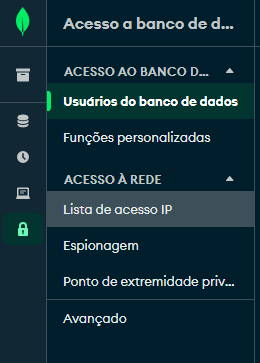 Acesso a banco de d...
ACESSO AO BANCO D...
Usuários do banco de dados
Funções personalizadas
ACESSO À REDE
Lista de acesso IP
Espionagem
Ponto de extremidade priv...
Avançado